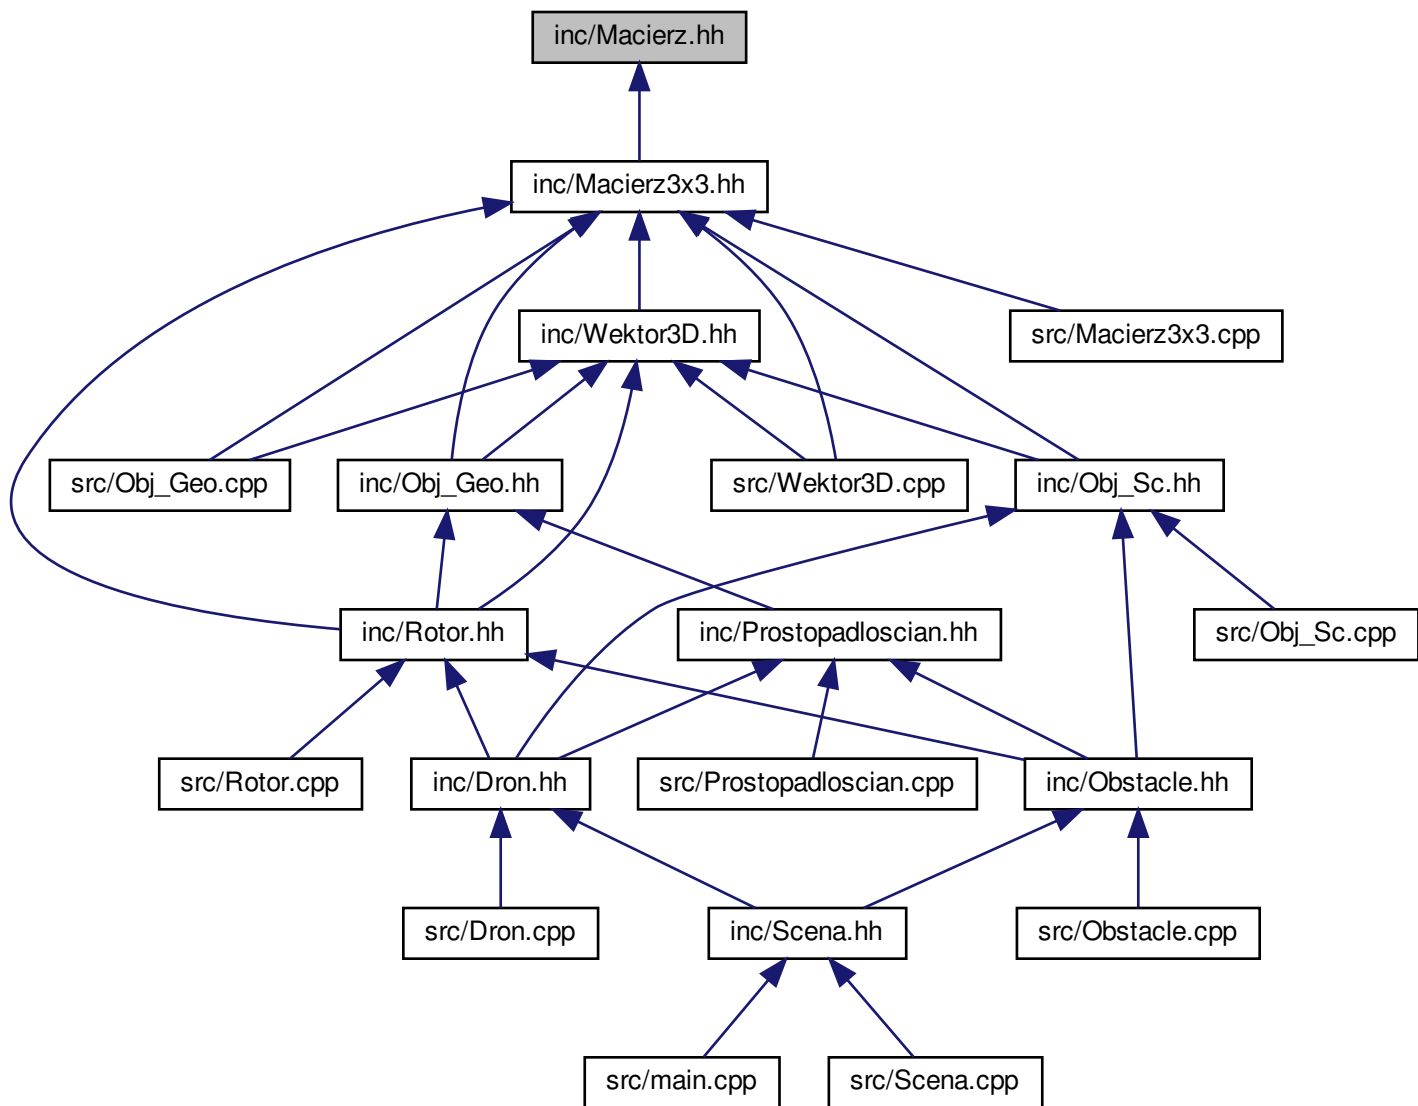 inc/Macierz.hh
inc/Macierz3x3.hh
inc/Wektor3D.hh
src/Macierz3x3.cpp
src/Obj_Geo.cpp
inc/Obj_Geo.hh
src/Wektor3D.cpp
inc/Obj_Sc.hh
inc/Rotor.hh
inc/Prostopadloscian.hh
src/Obj_Sc.cpp
src/Rotor.cpp
inc/Dron.hh
src/Prostopadloscian.cpp
inc/Obstacle.hh
src/Dron.cpp
inc/Scena.hh
src/Obstacle.cpp
src/main.cpp
src/Scena.cpp